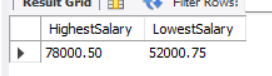 Result Grid Filter Rows:
HighestSalary LowestSalary
78000.50 52000.75